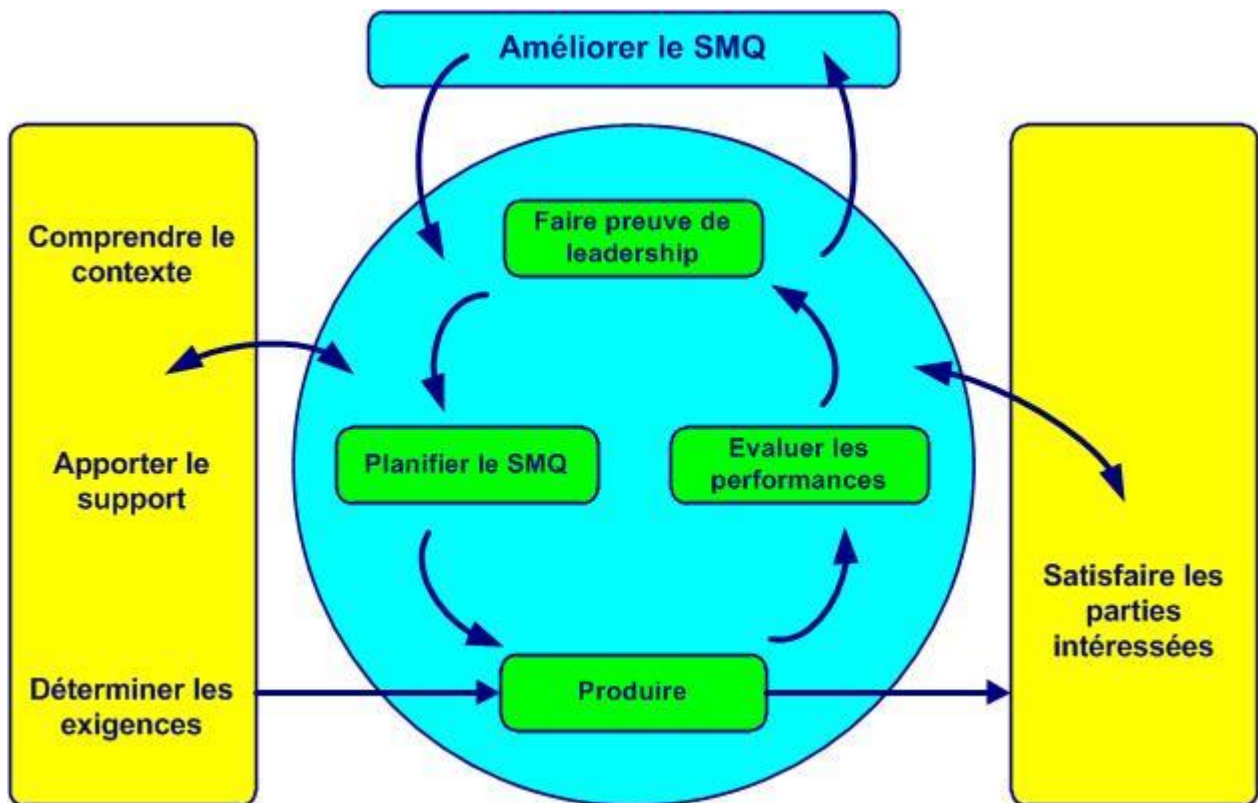 Améliorer le SMQ
Comprendre le
contexte
Apporter le
support
Déterminer les
exigences
Faire preuve de
leadership
Planifier le SMQ
Evaluer les
performances
Produire
Satisfaire les
parties
intéressées